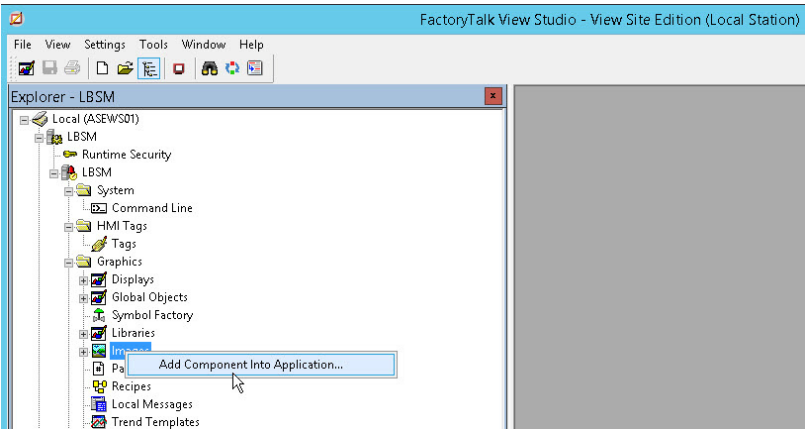 FactoryTalk View Studio - View Site Edition (Local Station)
File View Settings Tools Window Help
Explorer - LBSM
Local (ASEWS01)
LBSM
Runtime Security
LBSM
System
Command Line
HMI Tags
Tags
Graphics
Displays
Global Objects
Symbol Factory
Libraries
Images
Add Component Into Application...
Pa
Recipes
Local Messages
Trend Templates